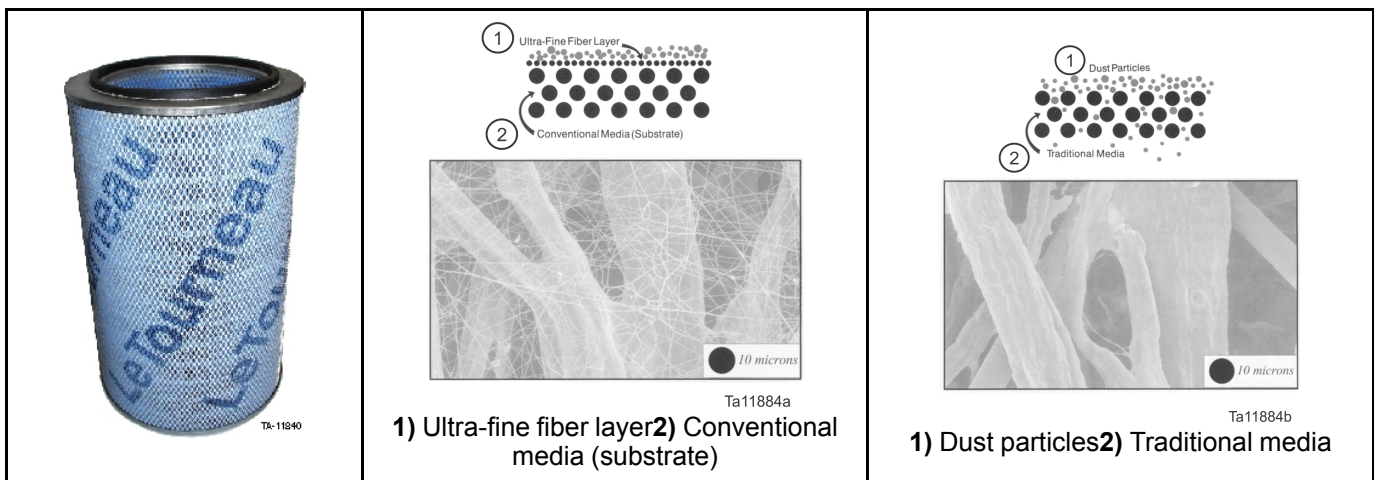 LeTourneau
LeTour
TA-11840
1
Ultra-Fine Fiber Layer
2
Conventional Media (Substrate)
10 microns
Ta11884a
1) Ultra-fine fiber layer2) Conventional
media (substrate)
1
Dust Particles
2
Traditional Media
10 microns
Ta11884b
1) Dust particles2) Traditional media